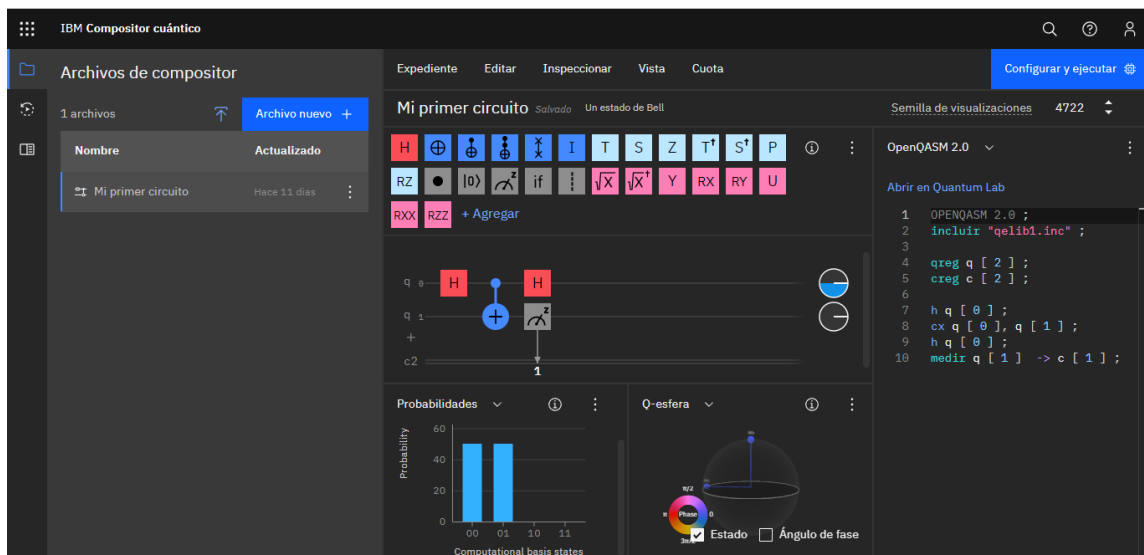 IBM Compositor cuántico
Archivos de compositor
1 archivos
Archivo nuevo +
Nombre Actualizado
Mi primer circuito Hace 11 dias
Expediente Editar Inspeccionar Vista Cuota
Configurar y ejecutar
Mi primer circuito Salvado Un estado de Bell
Semilla de visualizaciones 4722
H I T S Z T† S† P
RZ |0⟩ z if √X √X† Y RX RY U
RXX RZZ + Agregar
q 0 H H
q 1 + z
+
c2
1
Probabilidades
Probability
60
40
20
0
00 01 10 11
Computational basis states
Q-esfera
π/2
π Phase 0
3π/2
Estado Ángulo de fase
OpenQASM 2.0
Abrir en Quantum Lab
1 OPENQASM 2.0 ;
2 incluir "qelib1.inc" ;
3
4 qreg q [ 2 ] ;
5 creg c [ 2 ] ;
6
7 h q [ 0 ] ;
8 cx q [ 0 ], q [ 1 ] ;
9 h q [ 0 ] ;
10 medir q [ 1 ] -> c [ 1 ] ;